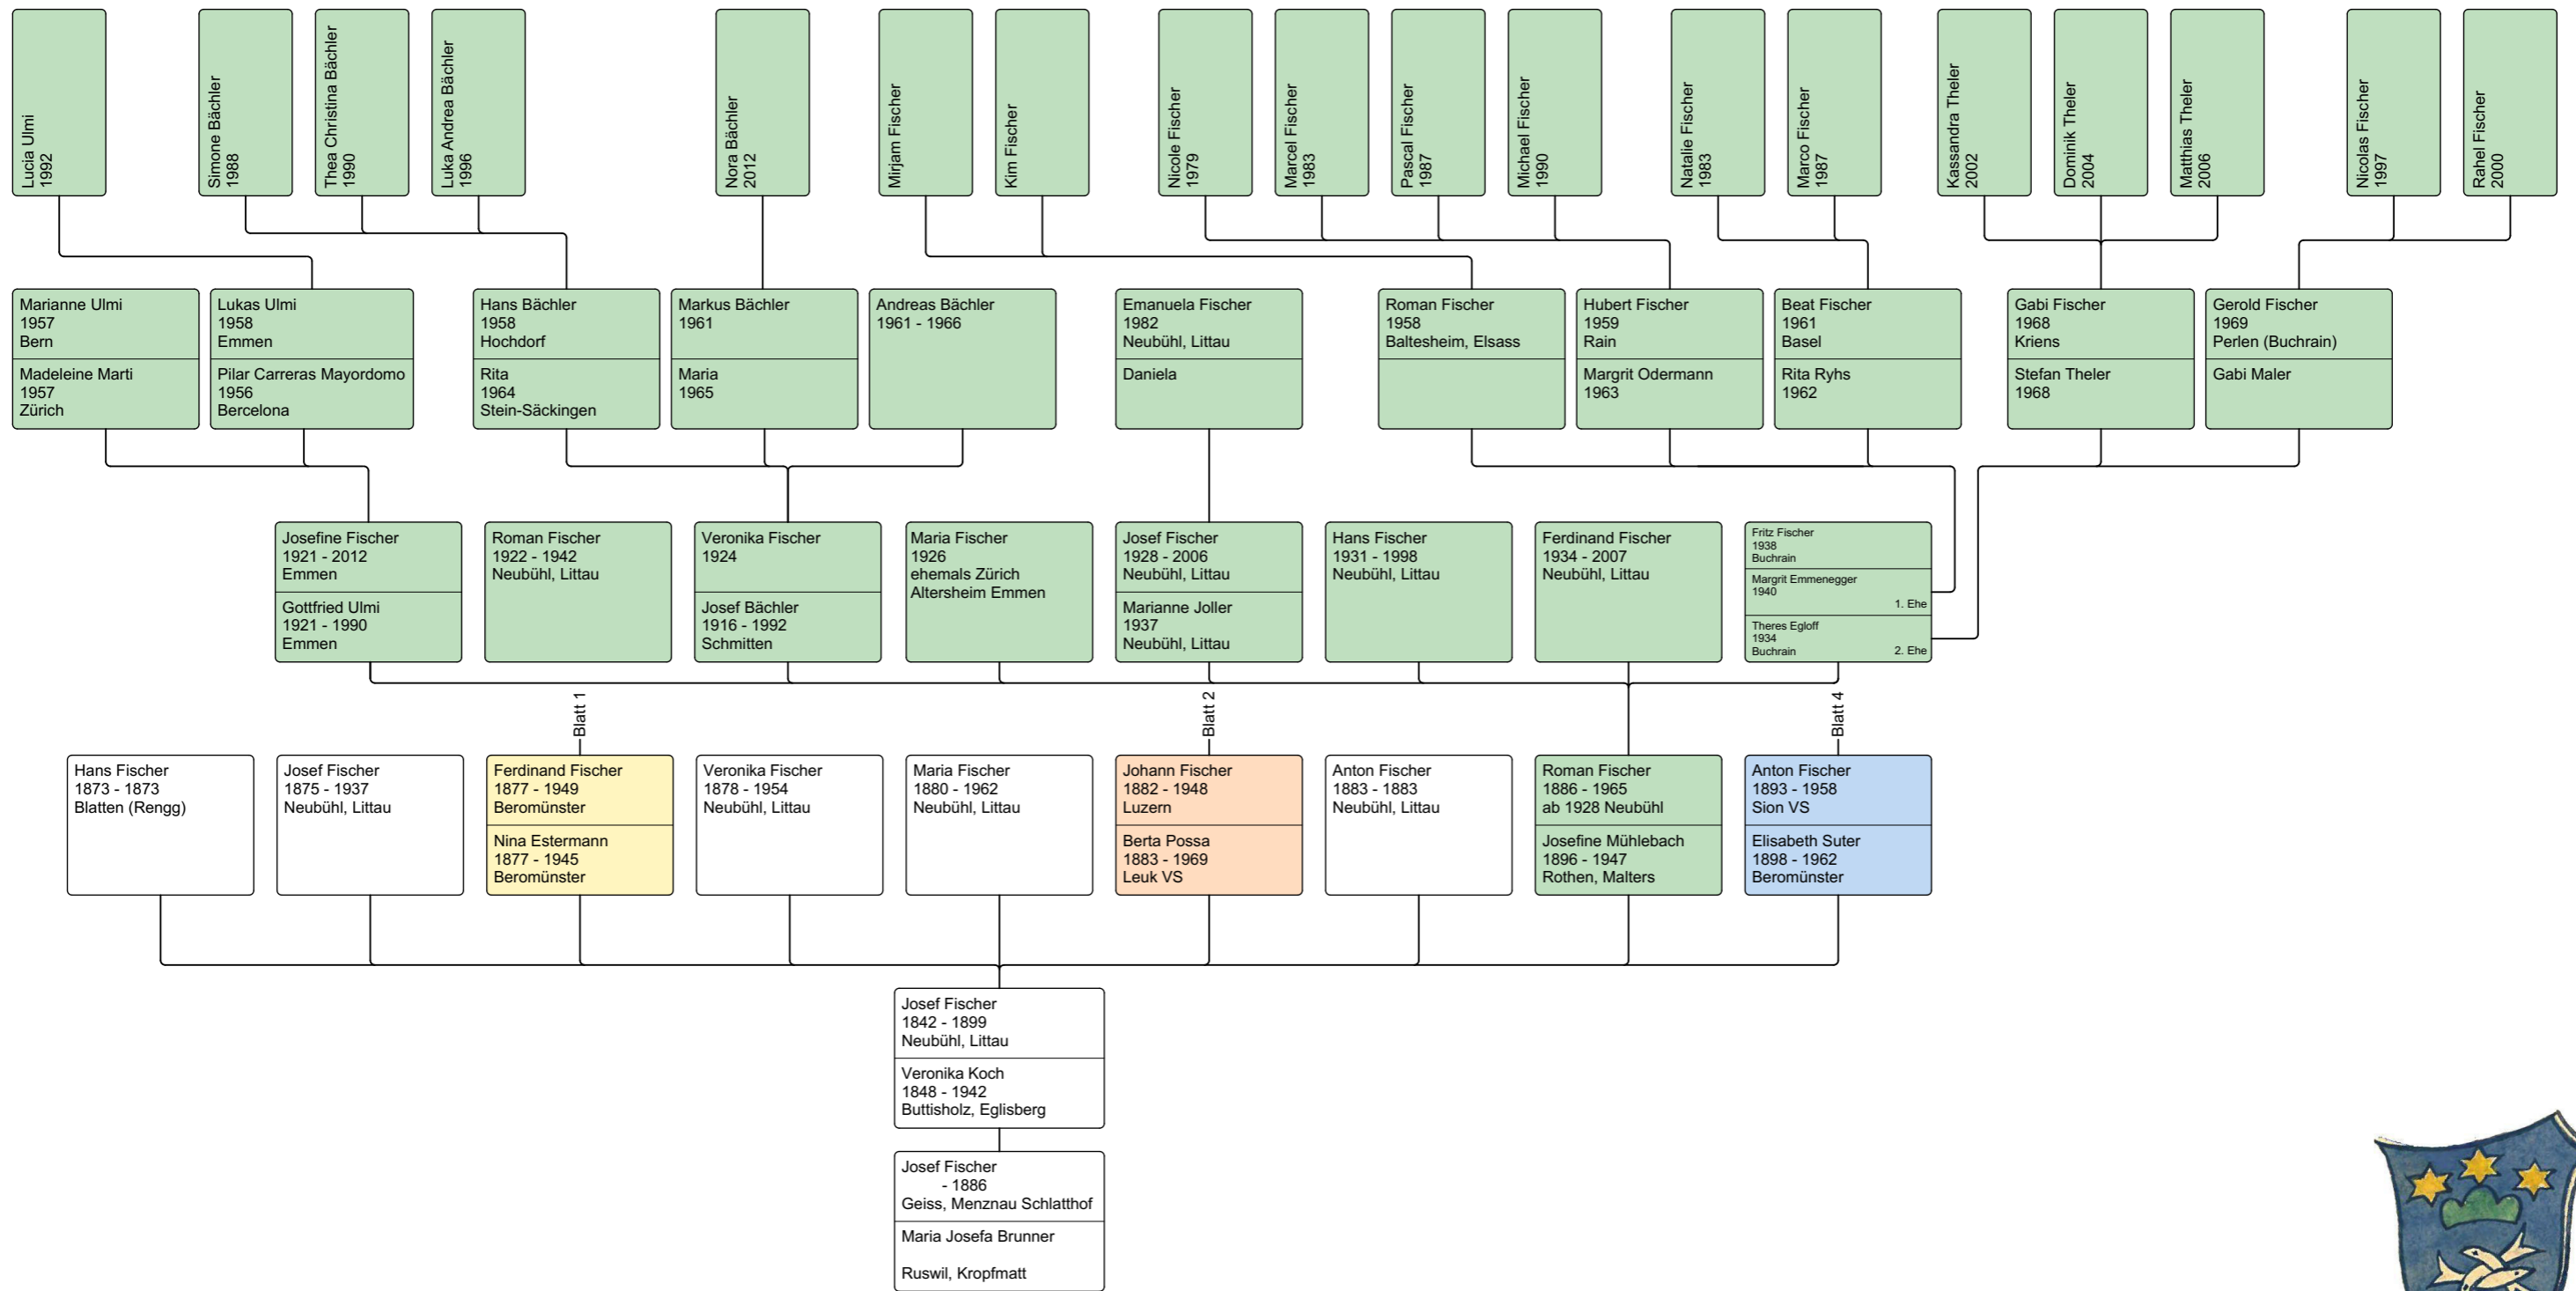 Lucia Ulmi
1992
Simone Bächler
1988
Thea Christina Bächler
1990
Luka Andrea Bächler
1996
Nora Bächler
2012
Mirjam Fischer
Kim Fischer
Nicole Fischer
1979
Marcel Fischer
1983
Pascal Fischer
1987
Michael Fischer
1990
Natalie Fischer
1983
Marco Fischer
1987
Kassandra Theler
2002
Dominik Theler
2004
Matthias Theler
2006
Nicolas Fischer
1997
Rahel Fischer
2000
Marianne Ulmi
1957
Bern
Madeleine Marti
1957
Zürich
Lukas Ulmi
1958
Emmen
Pilar Carreras Mayordomo
1956
Bercelona
Hans Bächler
1958
Hochdorf
Rita
1964
Stein-Säckingen
Markus Bächler
1961
Maria
1965
Andreas Bächler
1961 - 1966
Emanuela Fischer
1982
Neubühl, Littau
Daniela
Roman Fischer
1958
Baltesheim, Elsass
Hubert Fischer
1959
Rain
Margrit Odermann
1963
Beat Fischer
1961
Basel
Rita Ryhs
1962
Gabi Fischer
1968
Kriens
Stefan Theler
1968
Gerold Fischer
1969
Perlen (Buchrain)
Gabi Maler
Josefine Fischer
1921 - 2012
Emmen
Gottfried Ulmi
1921 - 1990
Emmen
Roman Fischer
1922 - 1942
Neubühl, Littau
Veronika Fischer
1924
Josef Bächler
1916 - 1992
Schmitten
Maria Fischer
1926
ehemals Zürich
Altersheim Emmen
Josef Fischer
1928 - 2006
Neubühl, Littau
Marianne Joller
1937
Neubühl, Littau
Hans Fischer
1931 - 1998
Neubühl, Littau
Ferdinand Fischer
1934 - 2007
Neubühl, Littau
Fritz Fischer
1938
Buchrain
Margrit Emmenegger
1940
1. Ehe
Theres Egloff
1934
Buchrain 2. Ehe
Blatt 1
Blatt 2
Blatt 4
Hans Fischer
1873 - 1873
Blatten (Rengg)
Josef Fischer
1875 - 1937
Neubühl, Littau
Ferdinand Fischer
1877 - 1949
Beromünster
Nina Estermann
1877 - 1945
Beromünster
Veronika Fischer
1878 - 1954
Neubühl, Littau
Maria Fischer
1880 - 1962
Neubühl, Littau
Johann Fischer
1882 - 1948
Luzern
Berta Possa
1883 - 1969
Leuk VS
Anton Fischer
1883 - 1883
Neubühl, Littau
Roman Fischer
1886 - 1965
ab 1928 Neubühl
Josefine Mühlebach
1896 - 1947
Rothen, Malters
Anton Fischer
1893 - 1958
Sion VS
Elisabeth Suter
1898 - 1962
Beromünster
Josef Fischer
1842 - 1899
Neubühl, Littau
Veronika Koch
1848 - 1942
Buttisholz, Eglisberg
Josef Fischer
- 1886
Geiss, Menznau Schlatthof
Maria Josefa Brunner
Ruswil, Kropfmatt